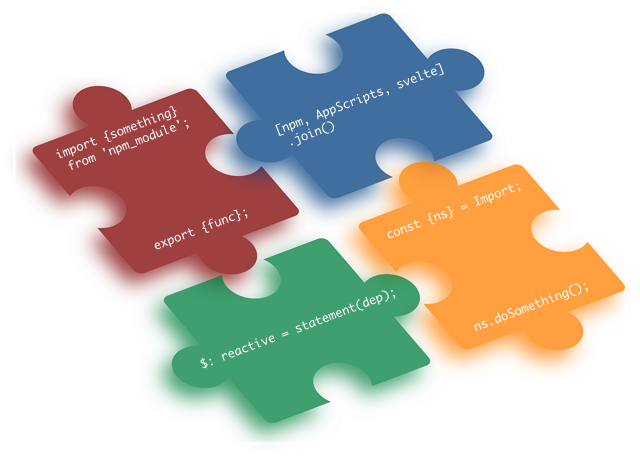 import {something}
from 'npm_module';
export {func};
[npm, AppScripts, svelte]
.join()
const {ns} = Import;
ns.doSomething();
$: reactive = statement(dep);